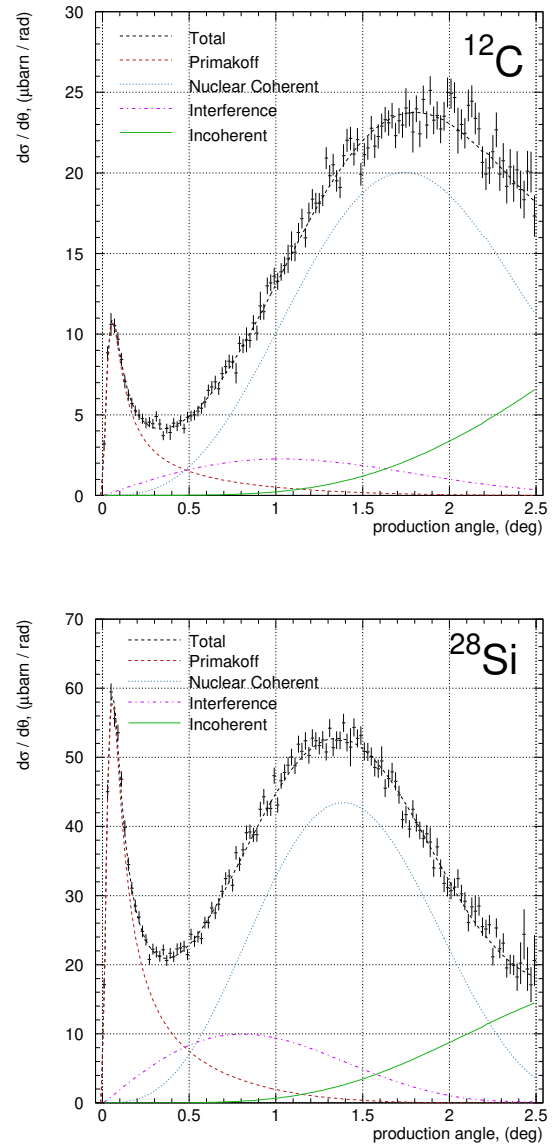 dσ / dθ, (μbarn / rad)
30
25
20
15
10
5
0
Total
Primakoff
Nuclear Coherent
Interference
Incoherent
¹²C
0 0.5 1 1.5 2 2.5
production angle, (deg)
dσ / dθ, (μbarn / rad)
70
60
50
40
30
20
10
0
Total
Primakoff
Nuclear Coherent
Interference
Incoherent
²⁸Si
0 0.5 1 1.5 2 2.5
production angle, (deg)